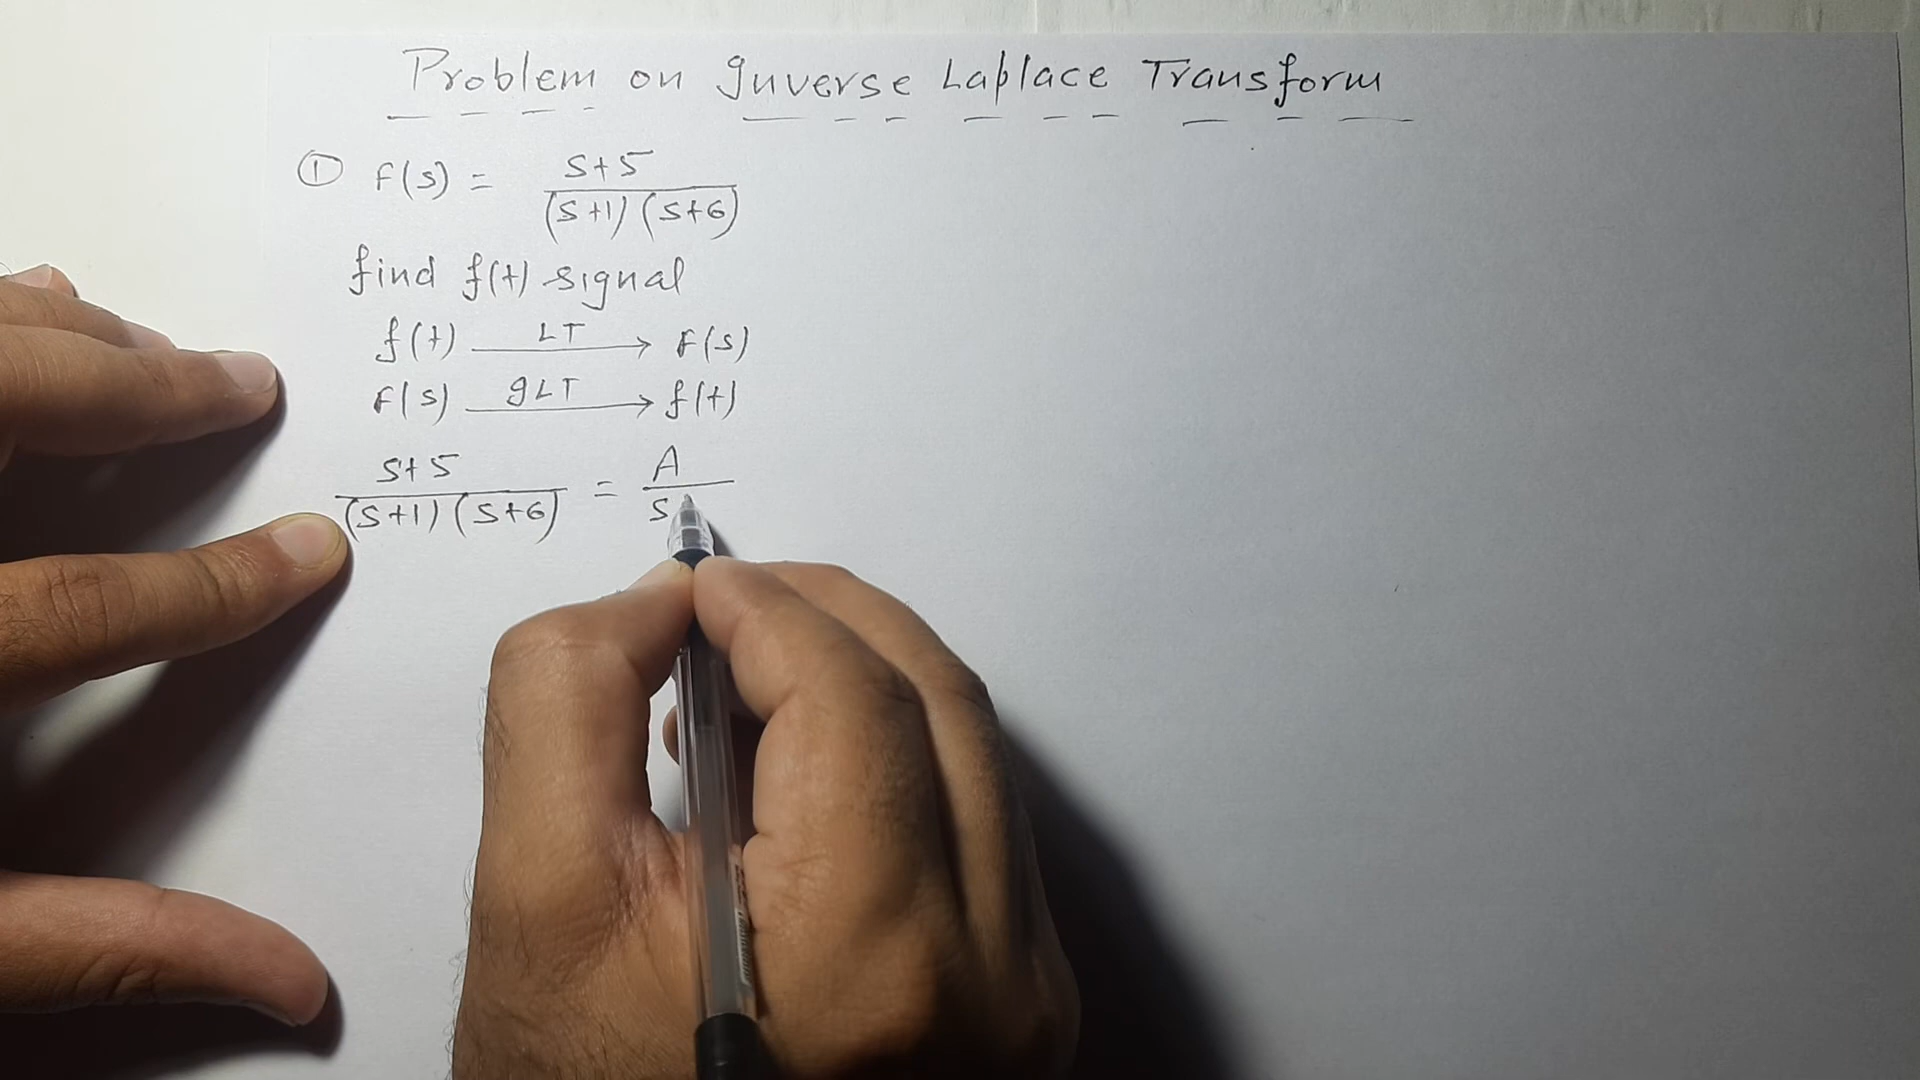 Problem on Inverse Laplace Transform
① F(s) = s+5 / (s+1)(s+6)
find f(t) signal
f(t) LT → F(s)
F(s) ILT → f(t)
s+5 / (s+1)(s+6) = A / s